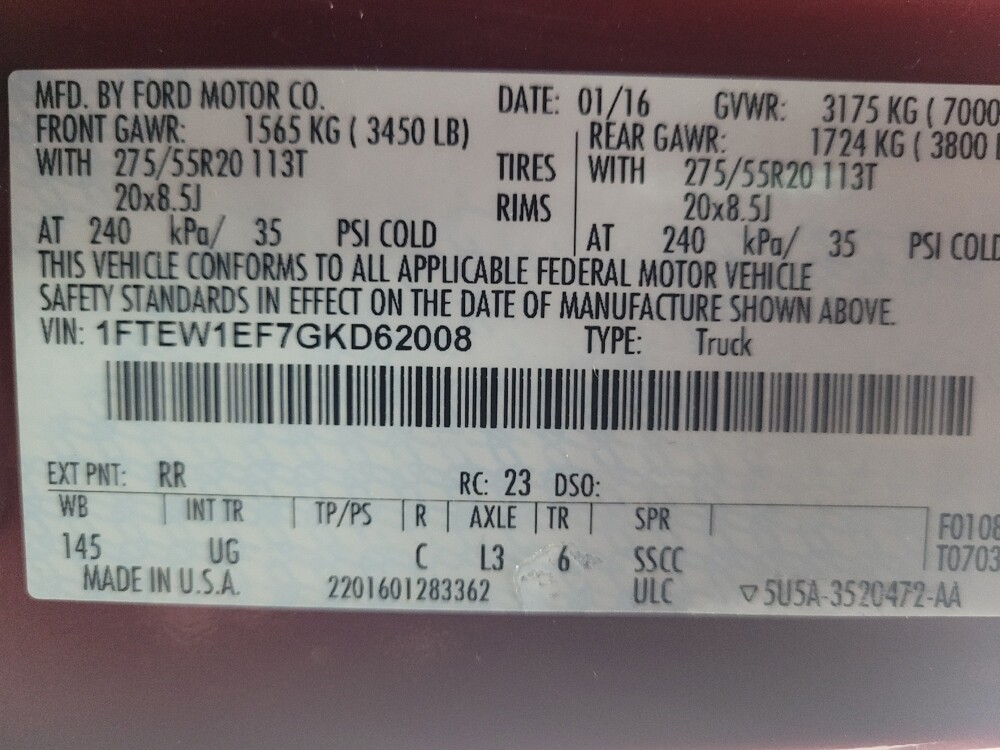 MFD. BY FORD MOTOR CO. DATE: 01/16 GVWR: 3175 KG ( 7000
FRONT GAWR: 1565 KG ( 3450 LB) REAR GAWR: 1724 KG ( 3800
WITH 275/55R20 113T TIRES WITH 275/55R20 113T
20x8.5J RIMS 20x8.5J
AT 240 kPa/ 35 PSI COLD AT 240 kPa/ 35 PSI COLD
THIS VEHICLE CONFORMS TO ALL APPLICABLE FEDERAL MOTOR VEHICLE
SAFETY STANDARDS IN EFFECT ON THE DATE OF MANUFACTURE SHOWN ABOVE.
VIN: 1FTEW1EF7GKD62008 TYPE: Truck
EXT PNT: RR RC: 23 DSO:
WB INT TR TP/PS R AXLE TR SPR F0108
145 UG C L3 6 SSCC T0703
MADE IN U.S.A. 2201601283362 ULC ▽5U5A-3520472-AA